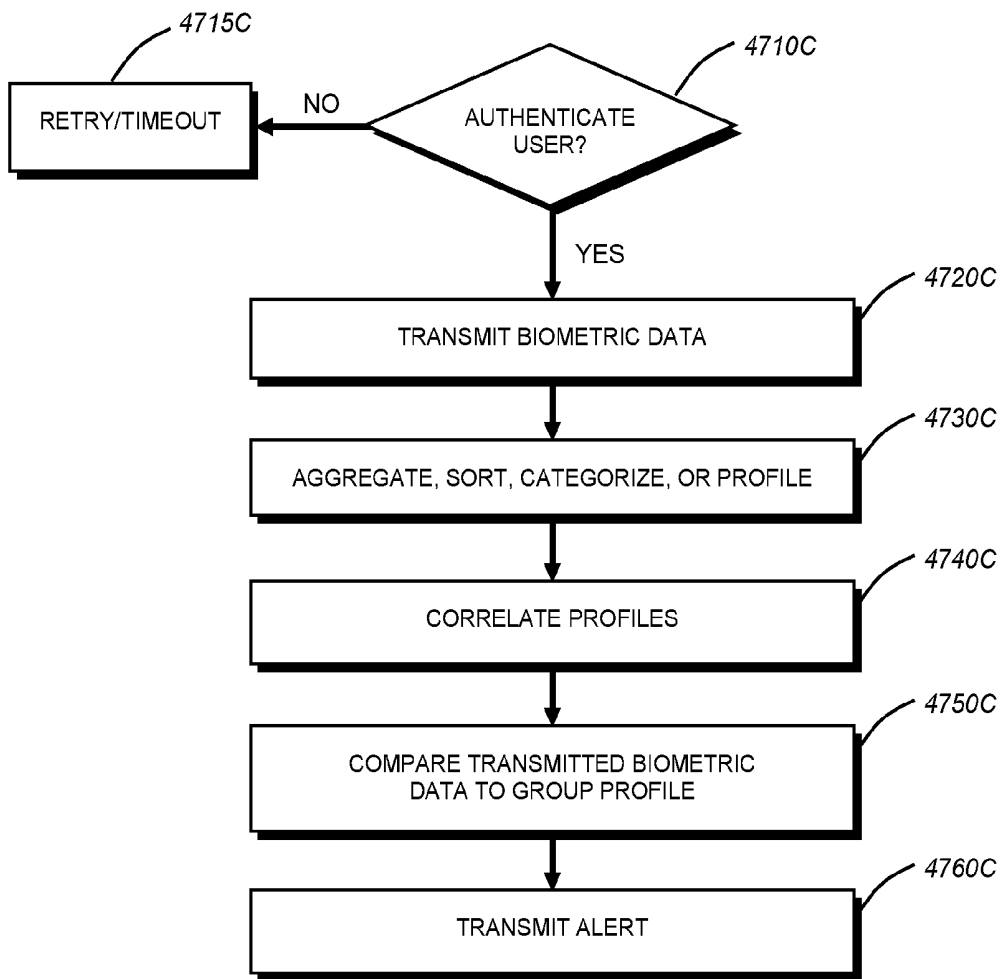 4715C
4710C
RETRY/TIMEOUT
NO
AUTHENTICATE
USER?
YES
4720C
TRANSMIT BIOMETRIC DATA
4730C
AGGREGATE, SORT, CATEGORIZE, OR PROFILE
4740C
CORRELATE PROFILES
4750C
COMPARE TRANSMITTED BIOMETRIC
DATA TO GROUP PROFILE
4760C
TRANSMIT ALERT